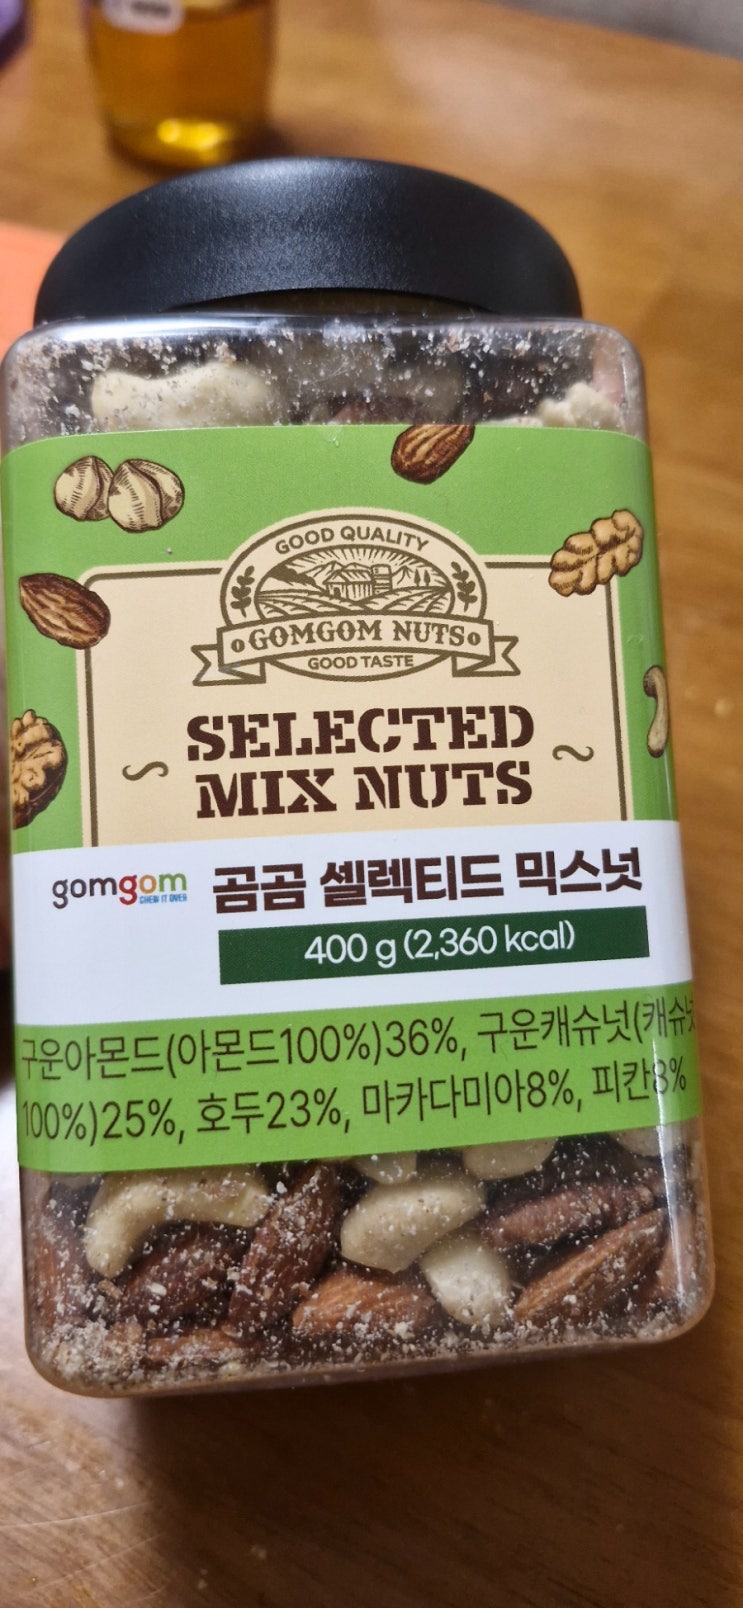 GOOD QUALITY
GOMGOM NUTS
GOOD TASTE
SELECTED
MIX NUTS
gomgom
CHEW IT OVER
곰곰 셀렉티드 믹스넛
400 g (2,360 kcal)
구운아몬드(아몬드100%)36%, 구운캐슈넛(캐슈넛
100%)25%, 호두23%, 마카다미아8%, 피칸8%